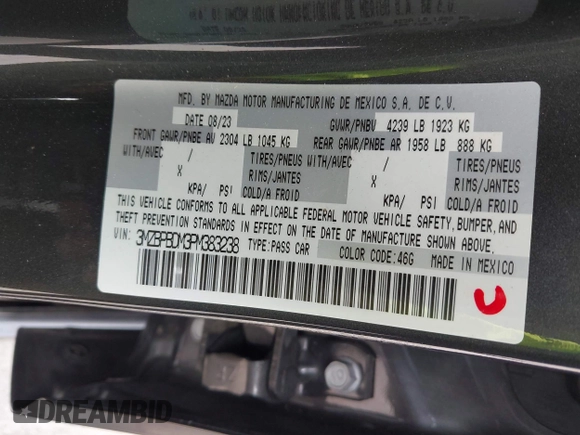 MFD. BY MAZDA MOTOR MANUFACTURING DE MEXICO S.A. DE C.V.
DATE 08/23 GVWR/PNBV 4239 LB 1923 KG
FRONT GAWR/PNBE AV 2304 LB 1045 KG REAR GAWR/PNBE AR 1958 LB 888 KG
WITH/AVEC / TIRES/PNEUS WITH/AVEC / TIRES/PNEUS
X RIMS/JANTES X RIMS/JANTES
KPA/ PSI COLD/A FROID KPA/ PSI COLD/A FROID
THIS VEHICLE CONFORMS TO ALL APPLICABLE FEDERAL MOTOR VEHICLE SAFETY, BUMPER, AND
THEFT PREVENTION STANDARDS IN EFFECT ON THE DATE OF MANUFACTURE SHOWN ABOVE.
VIN: 3MZBPBDM3PM383238 TYPE:PASS CAR COLOR CODE:46G MADE IN MEXICO
DREAMBID